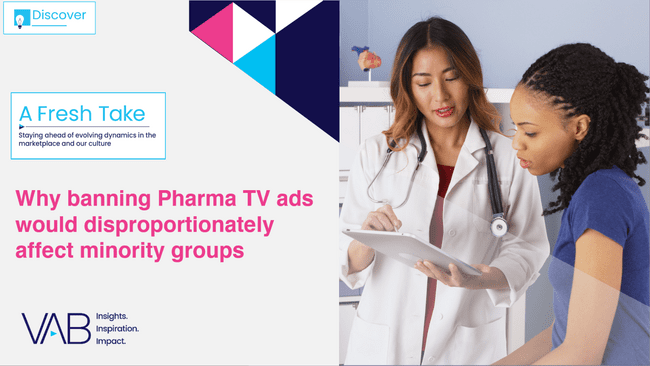 Discover
A Fresh Take
Staying ahead of evolving dynamics in the
marketplace and our culture
Why banning Pharma TV ads
would disproportionately
affect minority groups
VAB
Insights.
Inspiration.
Impact.